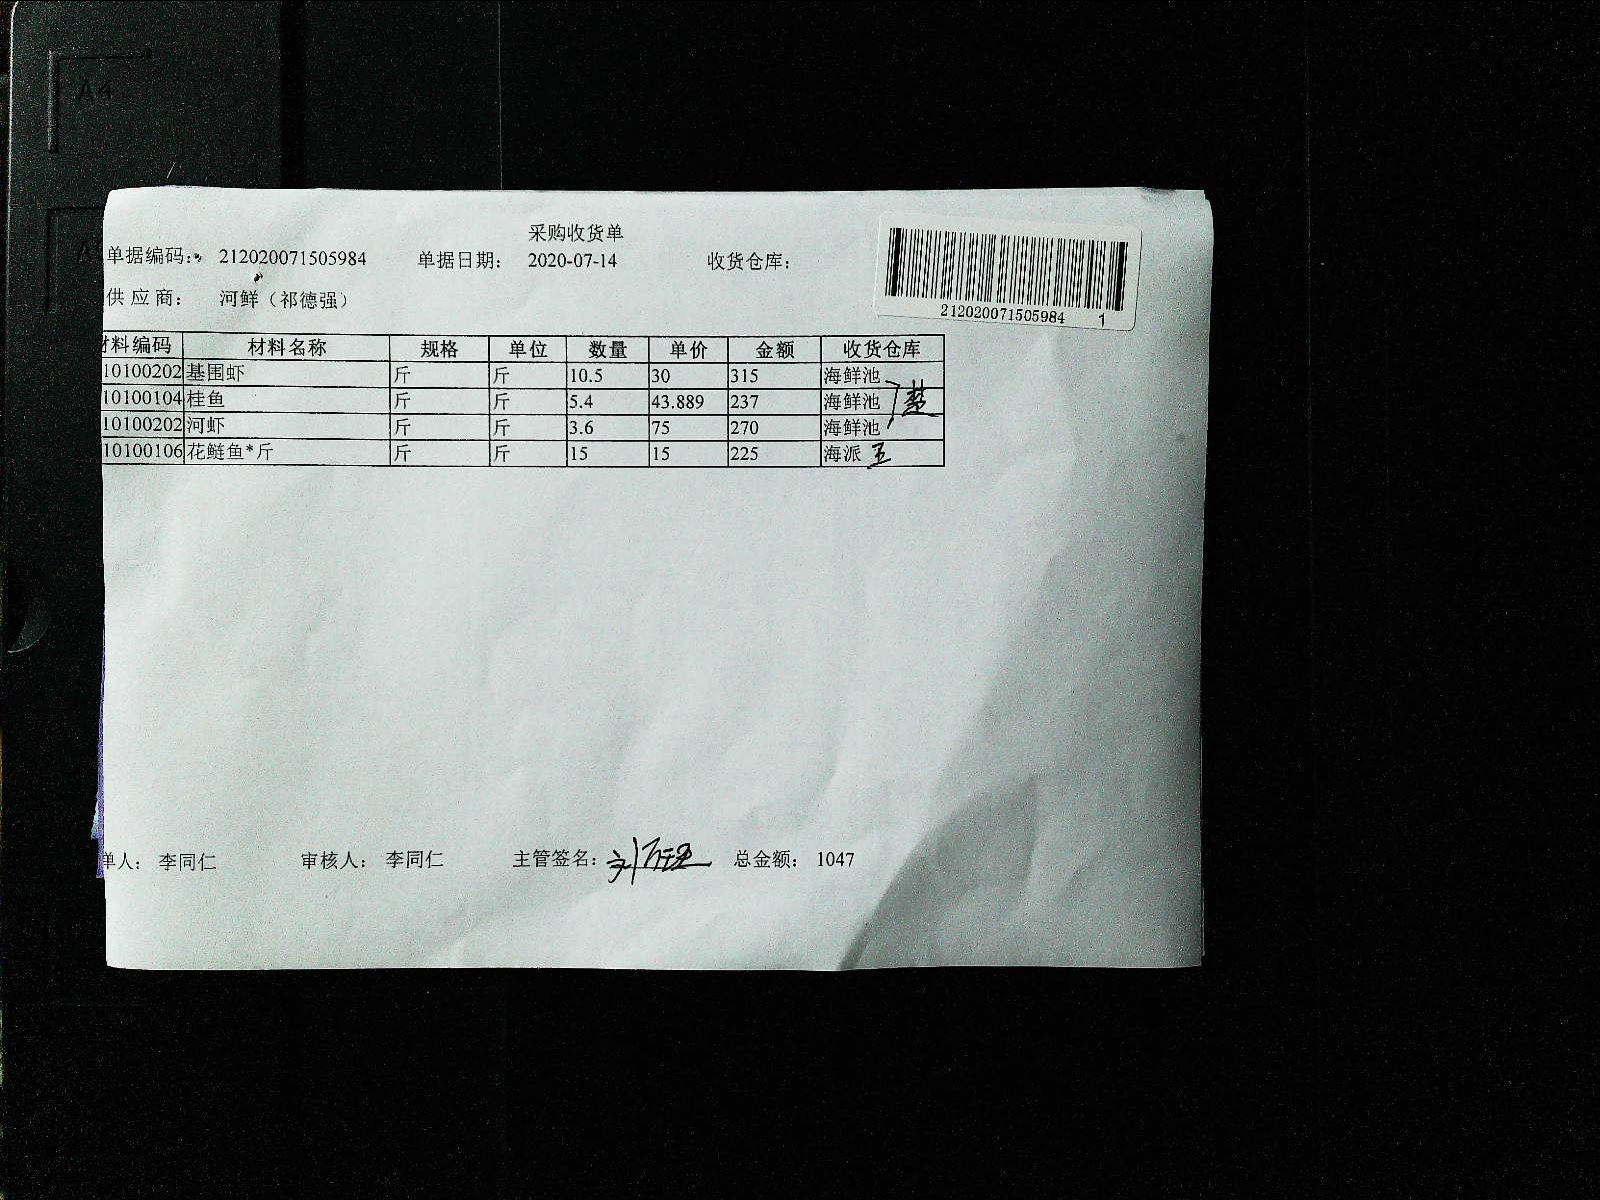 A4
采购收货单
单据编码： 212020071505984 单据日期： 2020-07-14 收货仓库：
212020071505984 1
供应商： 河鲜（祁德强）
材料编码 材料名称 规格 单位 数量 单价 金额 收货仓库
10100202 基围虾 斤 斤 10.5 30 315 海鲜池
10100104 桂鱼 斤 斤 5.4 43.889 237 海鲜池
10100202 河虾 斤 斤 3.6 75 270 海鲜池
10100106 花鲢鱼*斤 斤 斤 15 15 225 海派
单人： 李同仁 审核人： 李同仁 主管签名： 总金额： 1047